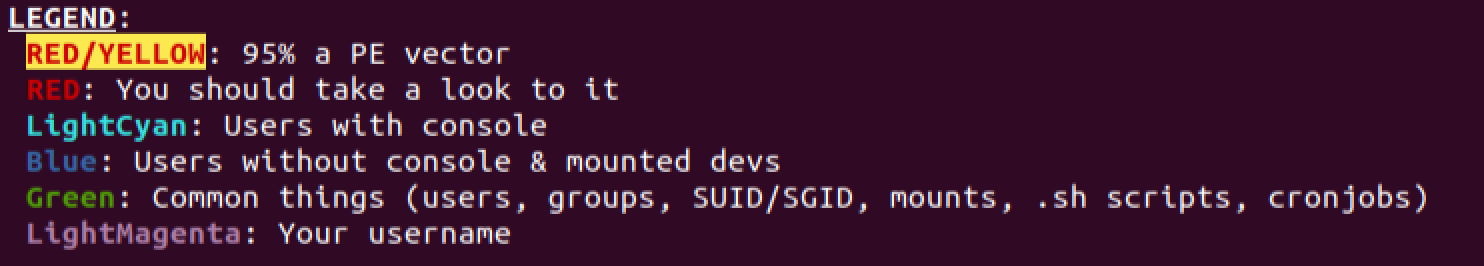 LEGEND:
RED/YELLOW: 95% a PE vector
RED: You should take a look to it
LightCyan: Users with console
Blue: Users without console & mounted devs
Green: Common things (users, groups, SUID/SGID, mounts, .sh scripts, cronjobs)
LightMagenta: Your username